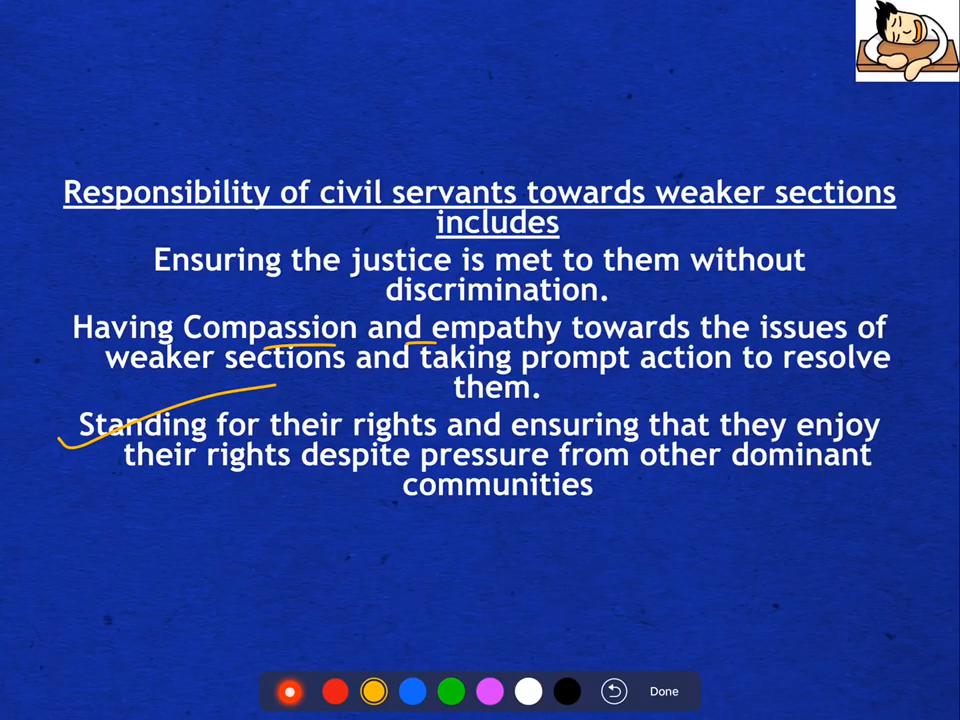 Responsibility of civil servants towards weaker sections
includes
Ensuring the justice is met to them without
discrimination.
Having Compassion and empathy towards the issues of
weaker sections and taking prompt action to resolve
them.
Standing for their rights and ensuring that they enjoy
their rights despite pressure from other dominant
communities
Done